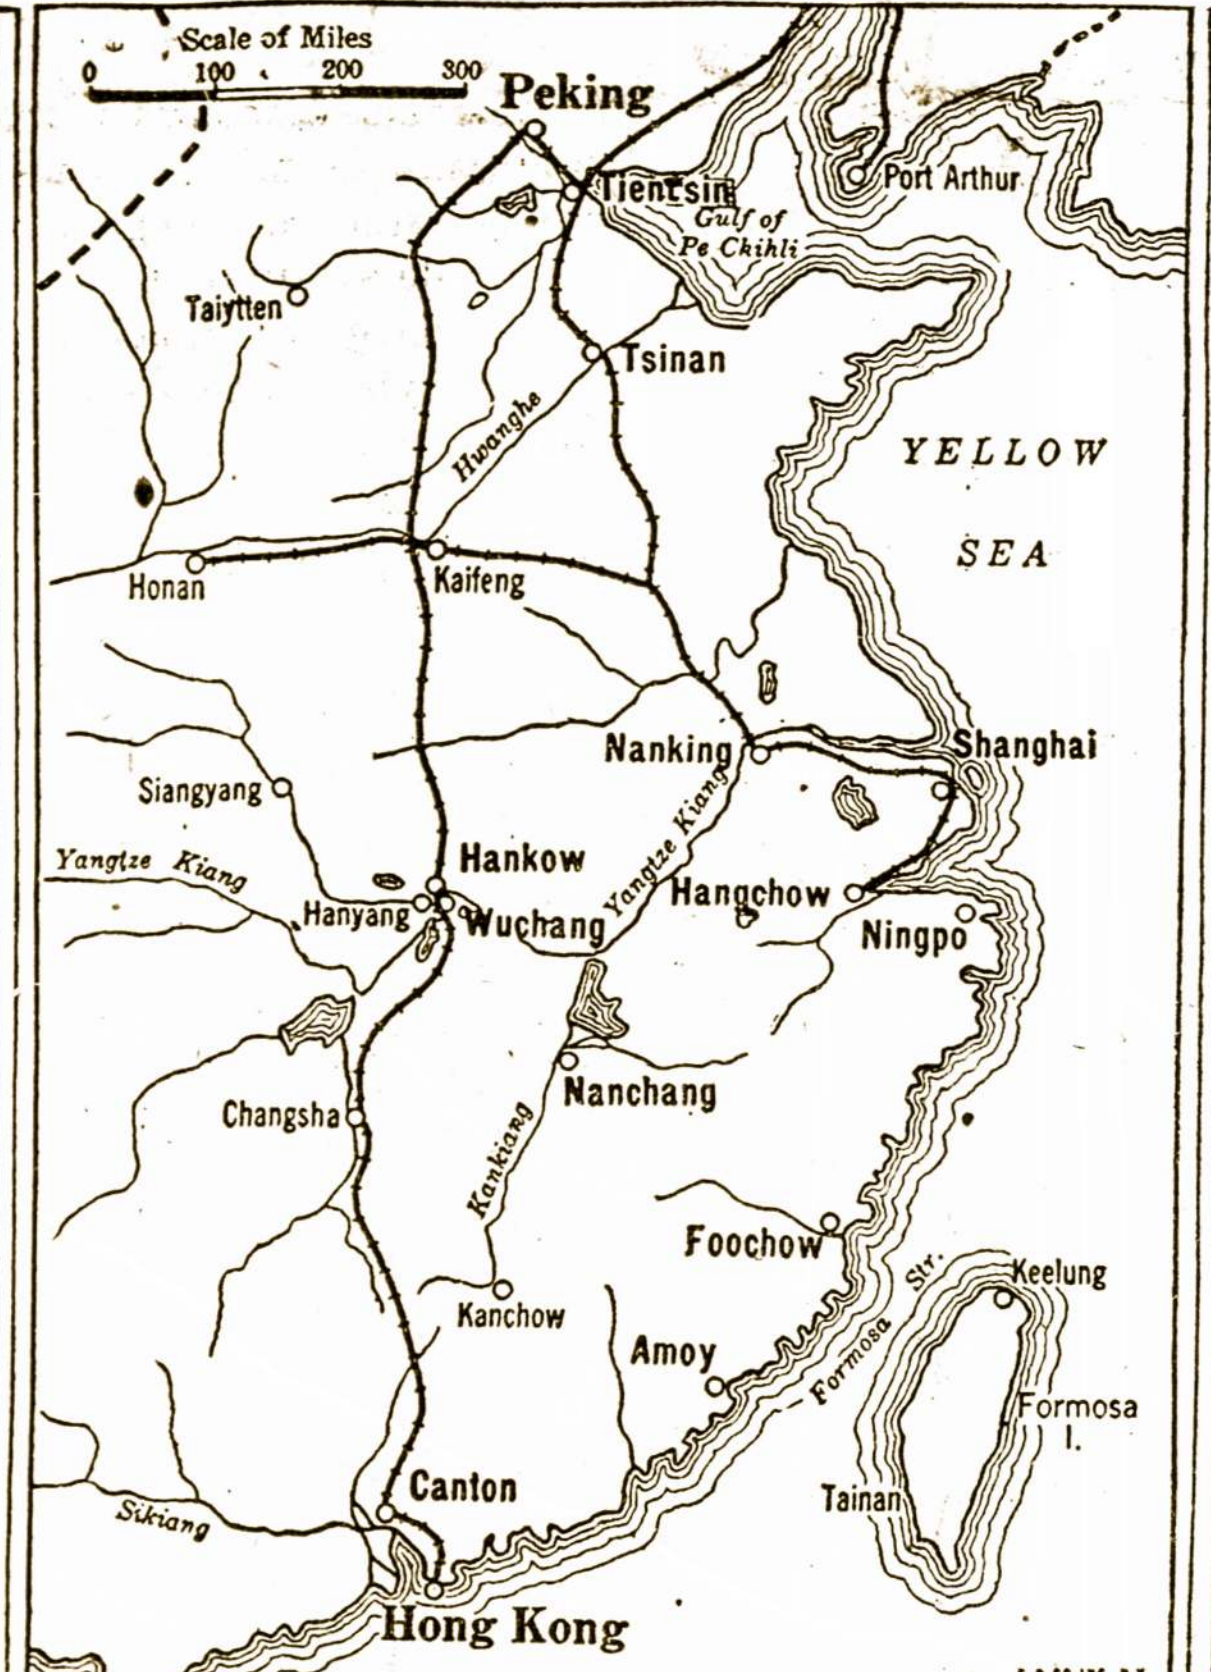 Scale of Miles
0 100 200 300
Peking
Tientsin
Port Arthur
Gulf of
Pe Chihli
Taiytten
Tsinan
Hwanghe
YELLOW
SEA
Honan
Kaifeng
Nanking
Shanghai
Siangyang
Yangtze Kiang
Yangtze Kiang
Hankow
Hanyang
Wuchang
Hangchow
Ningpo
Nanchang
Changsha
Kankiang
Foochow
Formosa Str.
Keelung
Kanchow
Amoy
Formosa
I.
Tainan
Canton
Sikiang
Hong Kong